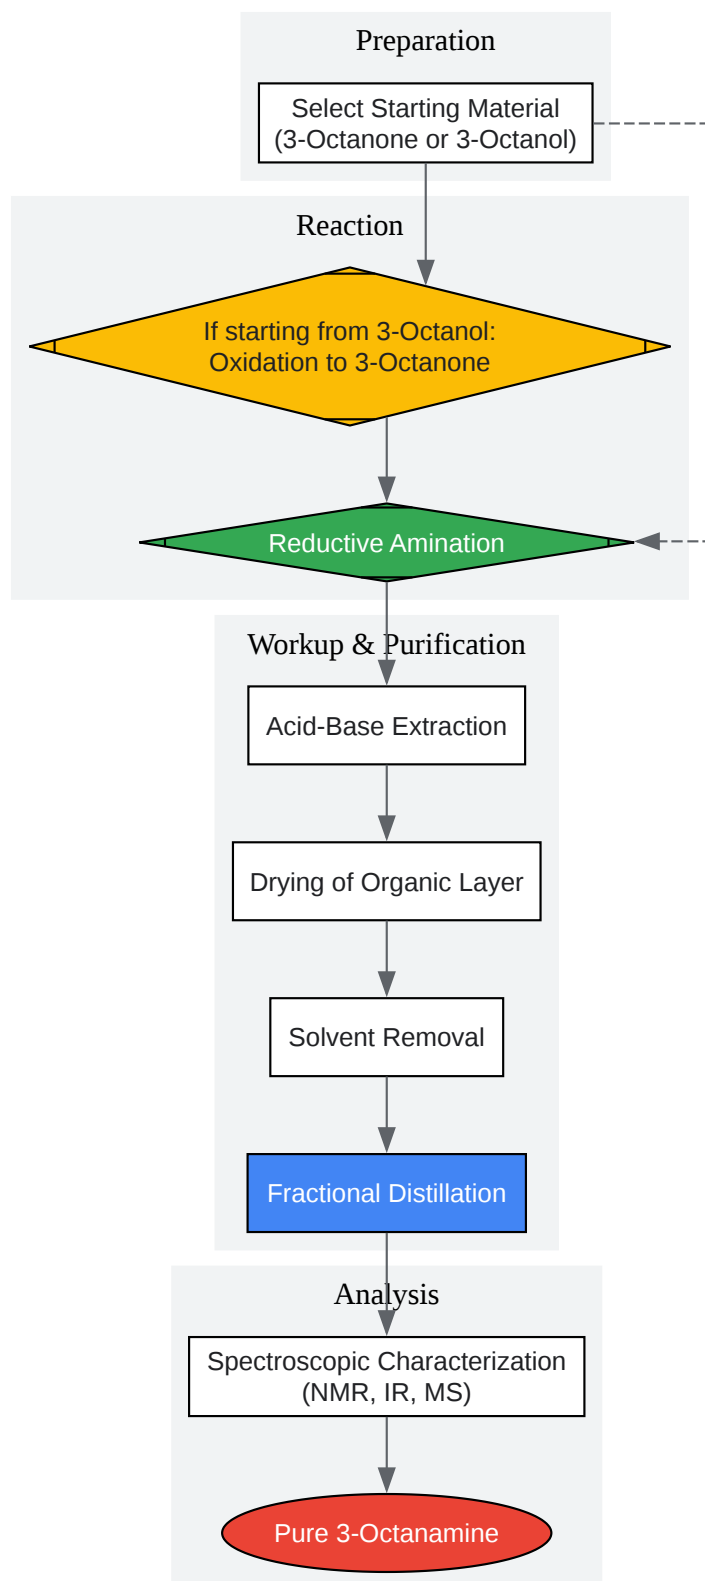 Preparation
Select Starting Material
(3-Octanone or 3-Octanol)
Reaction
If starting from 3-Octanol:
Oxidation to 3-Octanone
Reductive Amination
Workup & Purification
Acid-Base Extraction
Drying of Organic Layer
Solvent Removal
Fractional Distillation
Analysis
Spectroscopic Characterization
(NMR, IR, MS)
Pure 3-Octanamine